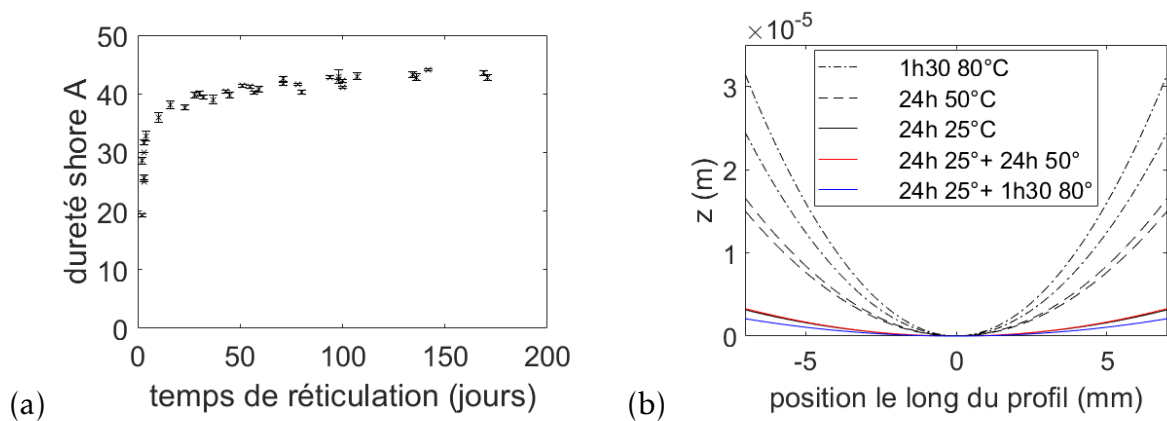 50
40
30
20
10
0
0 50 100 150 200
dureté shore A
temps de réticulation (jours)
(a)
×10⁻⁵
3
2
1
0
-5 0 5
z (m)
position le long du profil (mm)
1h30 80°C
24h 50°C
24h 25°C
24h 25°+ 24h 50°
24h 25°+ 1h30 80°
(b)